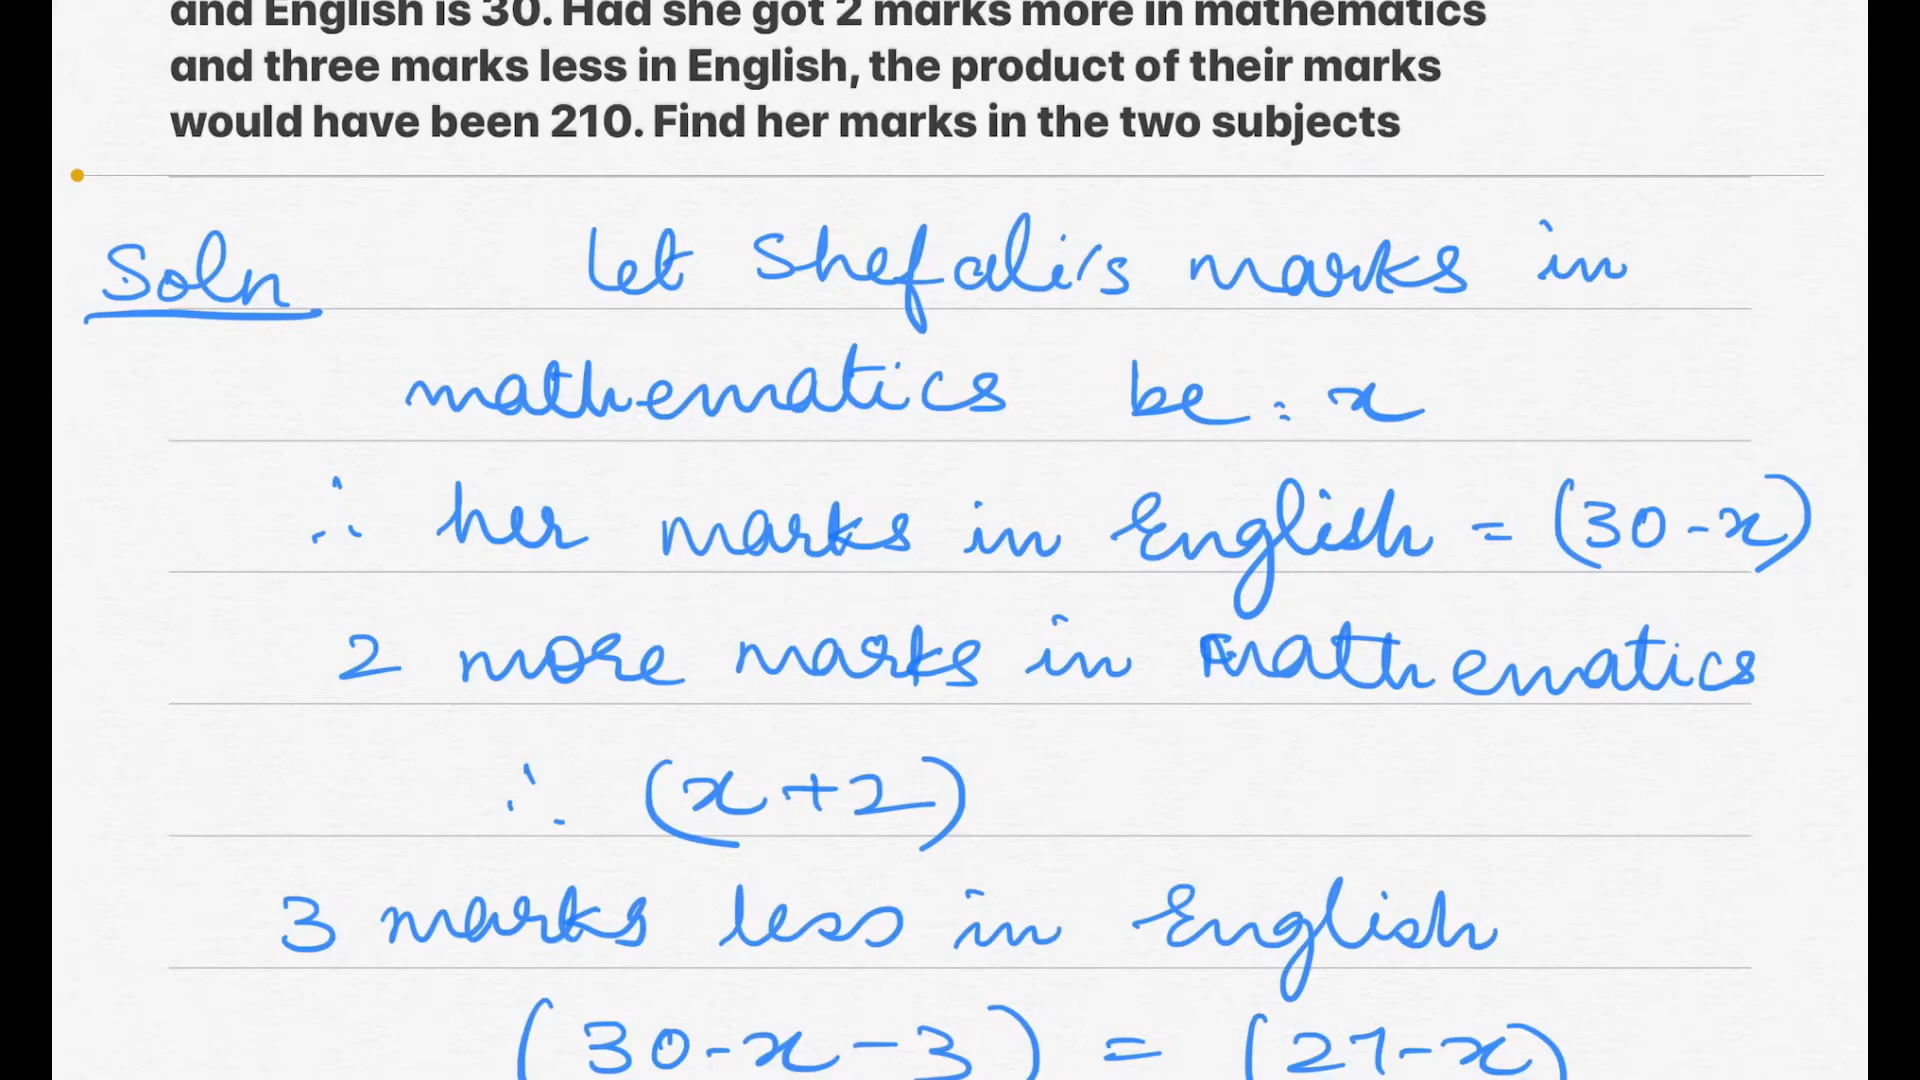 and English is 30. Had she got 2 marks more in mathematics
and three marks less in English, the product of their marks
would have been 210. Find her marks in the two subjects
Soln Let Shefali's marks in
mathematics be = x
∴ her marks in English = (30-x)
2 more marks in mathematics
∴ (x+2)
3 marks less in English
(30-x-3) = (27-x)